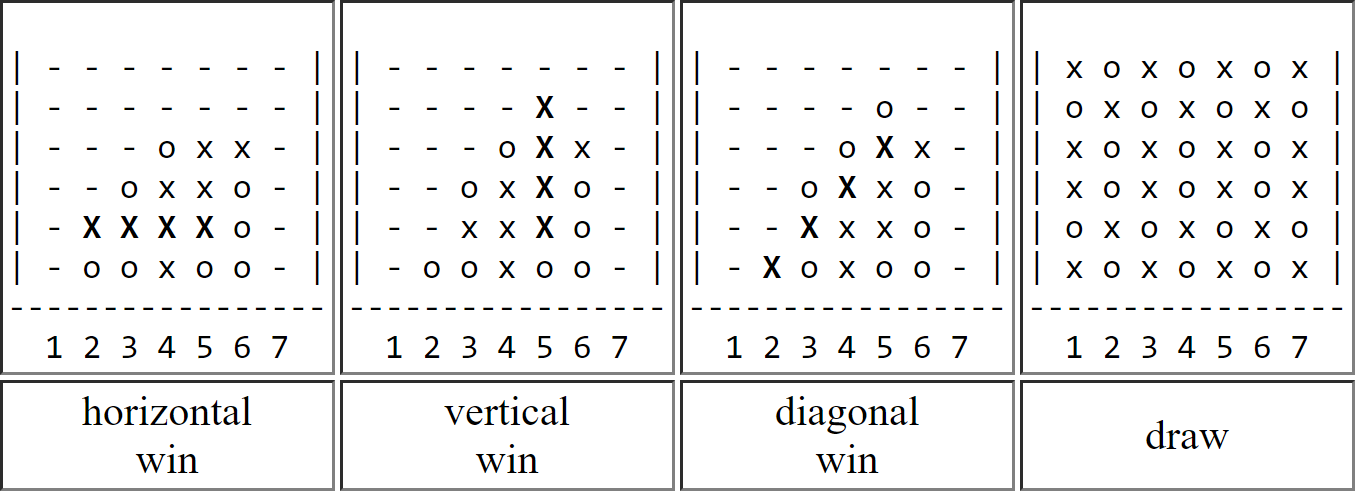 | - - - - - - - |
| - - - - - - - |
| - - - o x x - |
| - - o x x o - |
| - X X X X o - |
| - o o x o o - |
-----------------
1 2 3 4 5 6 7
horizontal
win
| - - - - - - - |
| - - - - X - - |
| - - - o X x - |
| - - o x X o - |
| - - x x X o - |
| - o o x o o - |
-----------------
1 2 3 4 5 6 7
vertical
win
| - - - - - - - |
| - - - - o - - |
| - - - o X x - |
| - - o X x o - |
| - - X x x o - |
| - X o x o o - |
-----------------
1 2 3 4 5 6 7
diagonal
win
| x o x o x o x |
| o x o x o x o |
| x o x o x o x |
| x o x o x o x |
| o x o x o x o |
| x o x o x o x |
-----------------
1 2 3 4 5 6 7
draw